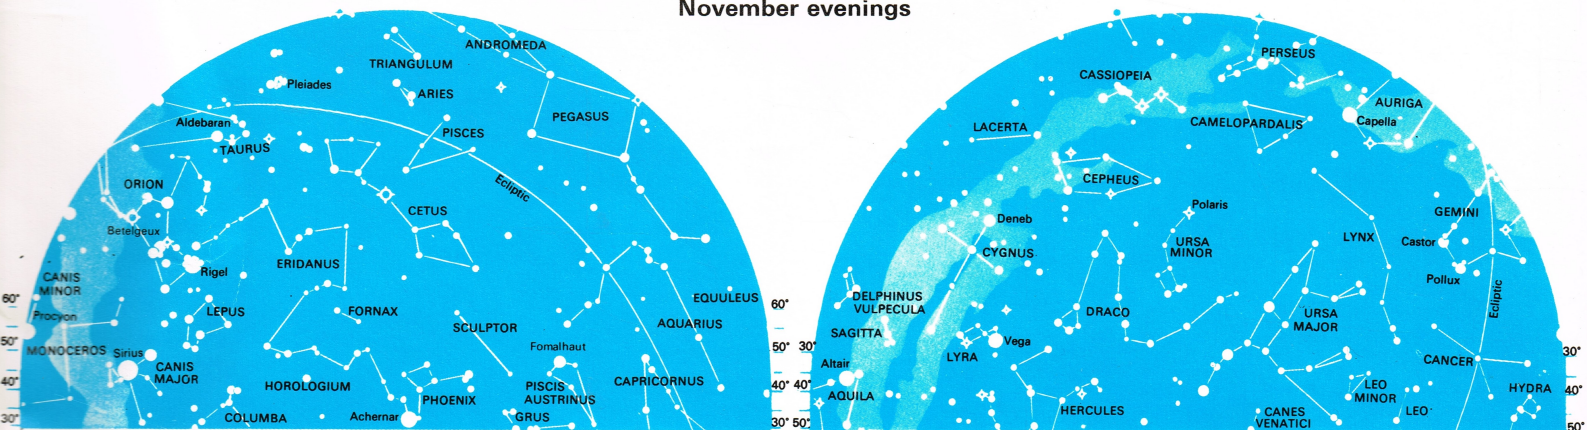 November evenings
ANDROMEDA
TRIANGULUM
Pleiades
ARIES
PEGASUS
Aldebaran
PISCES
TAURUS
Ecliptic
ORION
CETUS
Betelgeux
Rigel
ERIDANUS
CANIS
MINOR
60°
EQUULEUS
60°
Procyon
LEPUS
FORNAX
SCULPTOR
AQUARIUS
50°
MONOCEROS
Sirius
Fomalhaut
50°
CANIS
MAJOR
40°
HOROLOGIUM
PHOENIX
PISCIS
AUSTRINUS
CAPRICORNUS
40°
30°
COLUMBA
Achernar
GRUS
30°
PERSEUS
CASSIOPEIA
AURIGA
Capella
LACERTA
CAMELOPARDALIS
CEPHEUS
Polaris
GEMINI
Deneb
CYGNUS
URSA
MINOR
LYNX
Castor
Pollux
Ecliptic
DELPHINUS
VULPECULA
DRACO
URSA
MAJOR
SAGITTA
30°
Vega
LYRA
30°
Altair
CANCER
40°
AQUILA
LEO
MINOR
HYDRA
40°
50°
HERCULES
CANES
VENATICI
LEO
50°